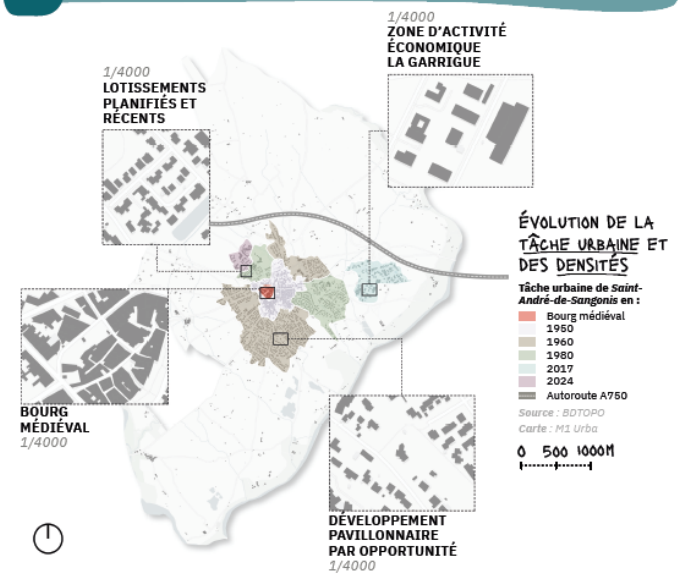 1/4000
ZONE D'ACTIVITÉ
ÉCONOMIQUE
LA GARRIGUE
1/4000
LOTISSEMENTS
PLANIFIÉS ET
RÉCENTS
ÉVOLUTION DE LA
TÂCHE URBAINE ET
DES DENSITÉS
Tâche urbaine de Saint-
André-de-Sangonis en :
Bourg médiéval
1950
1960
1980
2017
2024
Autoroute A750
Source : BDTOPO
Carte : M1 Urba
0 500 1000M
BOURG
MÉDIÉVAL
1/4000
DÉVELOPPEMENT
PAVILLONNAIRE
PAR OPPORTUNITÉ
1/4000